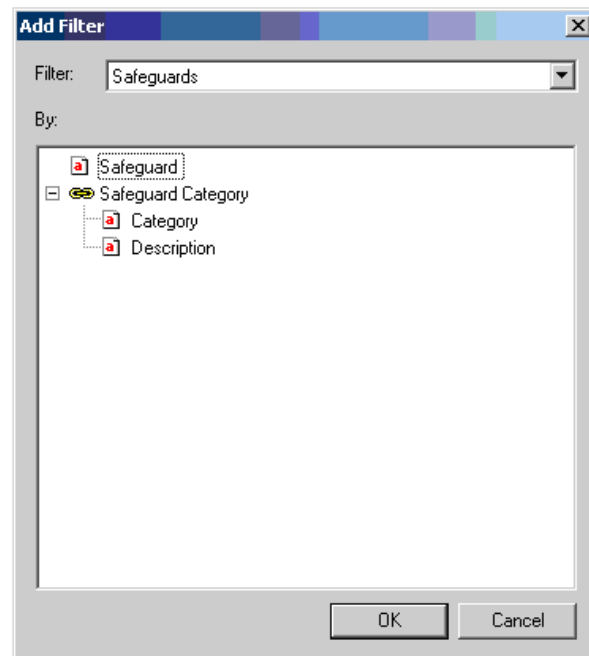 Add Filter
Filter: Safeguards
By:
a Safeguard
Safeguard Category
a Category
a Description
OK Cancel